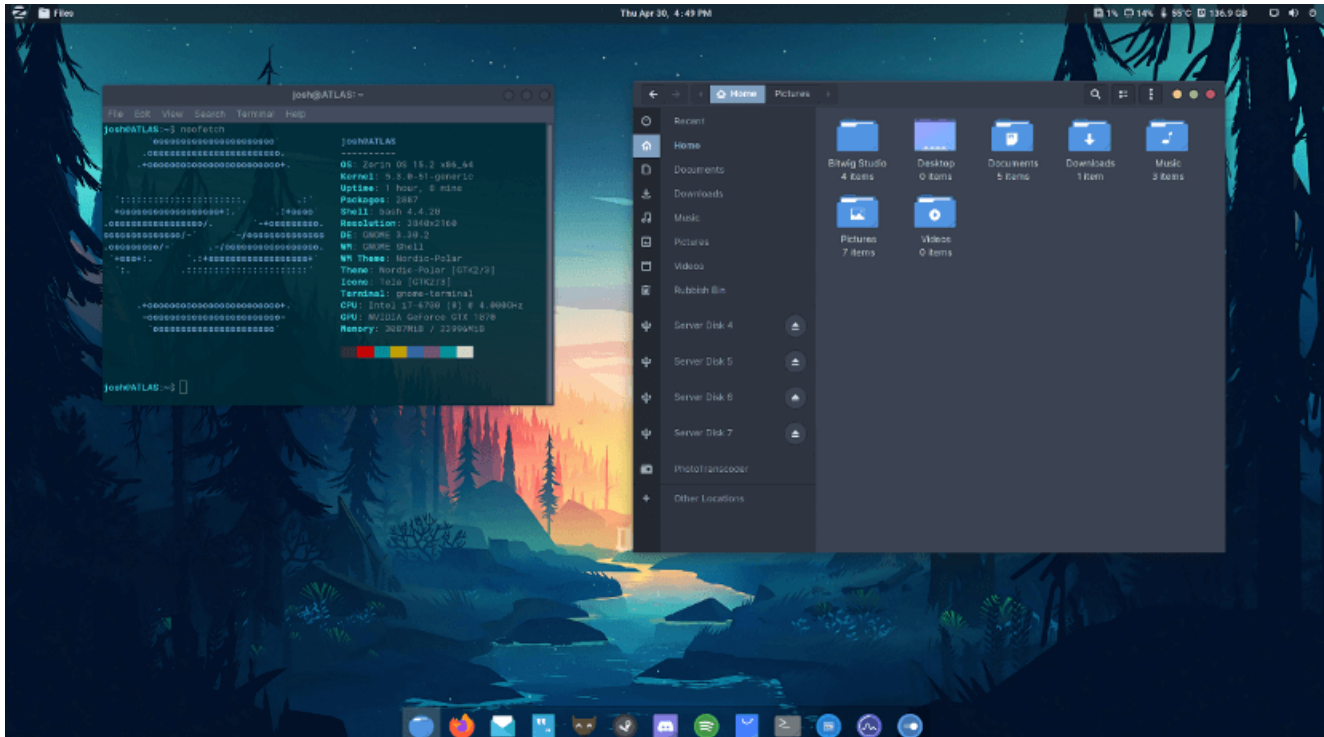 Files
Thu Apr 30, 4:49 PM
1% 14% 55°C 136.9 GB
josh@ATLAS: ~
File Edit View Search Terminal Help
josh@ATLAS:~$ neofetch
josh@ATLAS
----------
OS: Zorin OS 15.2 x86_64
Kernel: 5.3.0-51-generic
Uptime: 1 hour, 8 mins
Packages: 2087
Shell: bash 4.4.20
Resolution: 3840x2160
DE: GNOME 3.30.2
WM: GNOME Shell
WM Theme: Nordic-Polar
Theme: Nordic-Polar [GTK2/3]
Icons: Tela [GTK2/3]
Terminal: gnome-terminal
CPU: Intel i7-6700 (8) @ 4.000GHz
GPU: NVIDIA GeForce GTX 1070
Memory: 3087MiB
josh@ATLAS:~$
Home Pictures
Recent
Home
Documents
Downloads
Music
Pictures
Videos
Rubbish Bin
Server Disk 4
Server Disk 5
Server Disk 6
Server Disk 7
PhotoTranscoder
Other Locations
Bitwig Studio
4 items
Desktop
0 items
Documents
5 items
Downloads
1 item
Music
3 items
Pictures
7 items
Videos
0 items